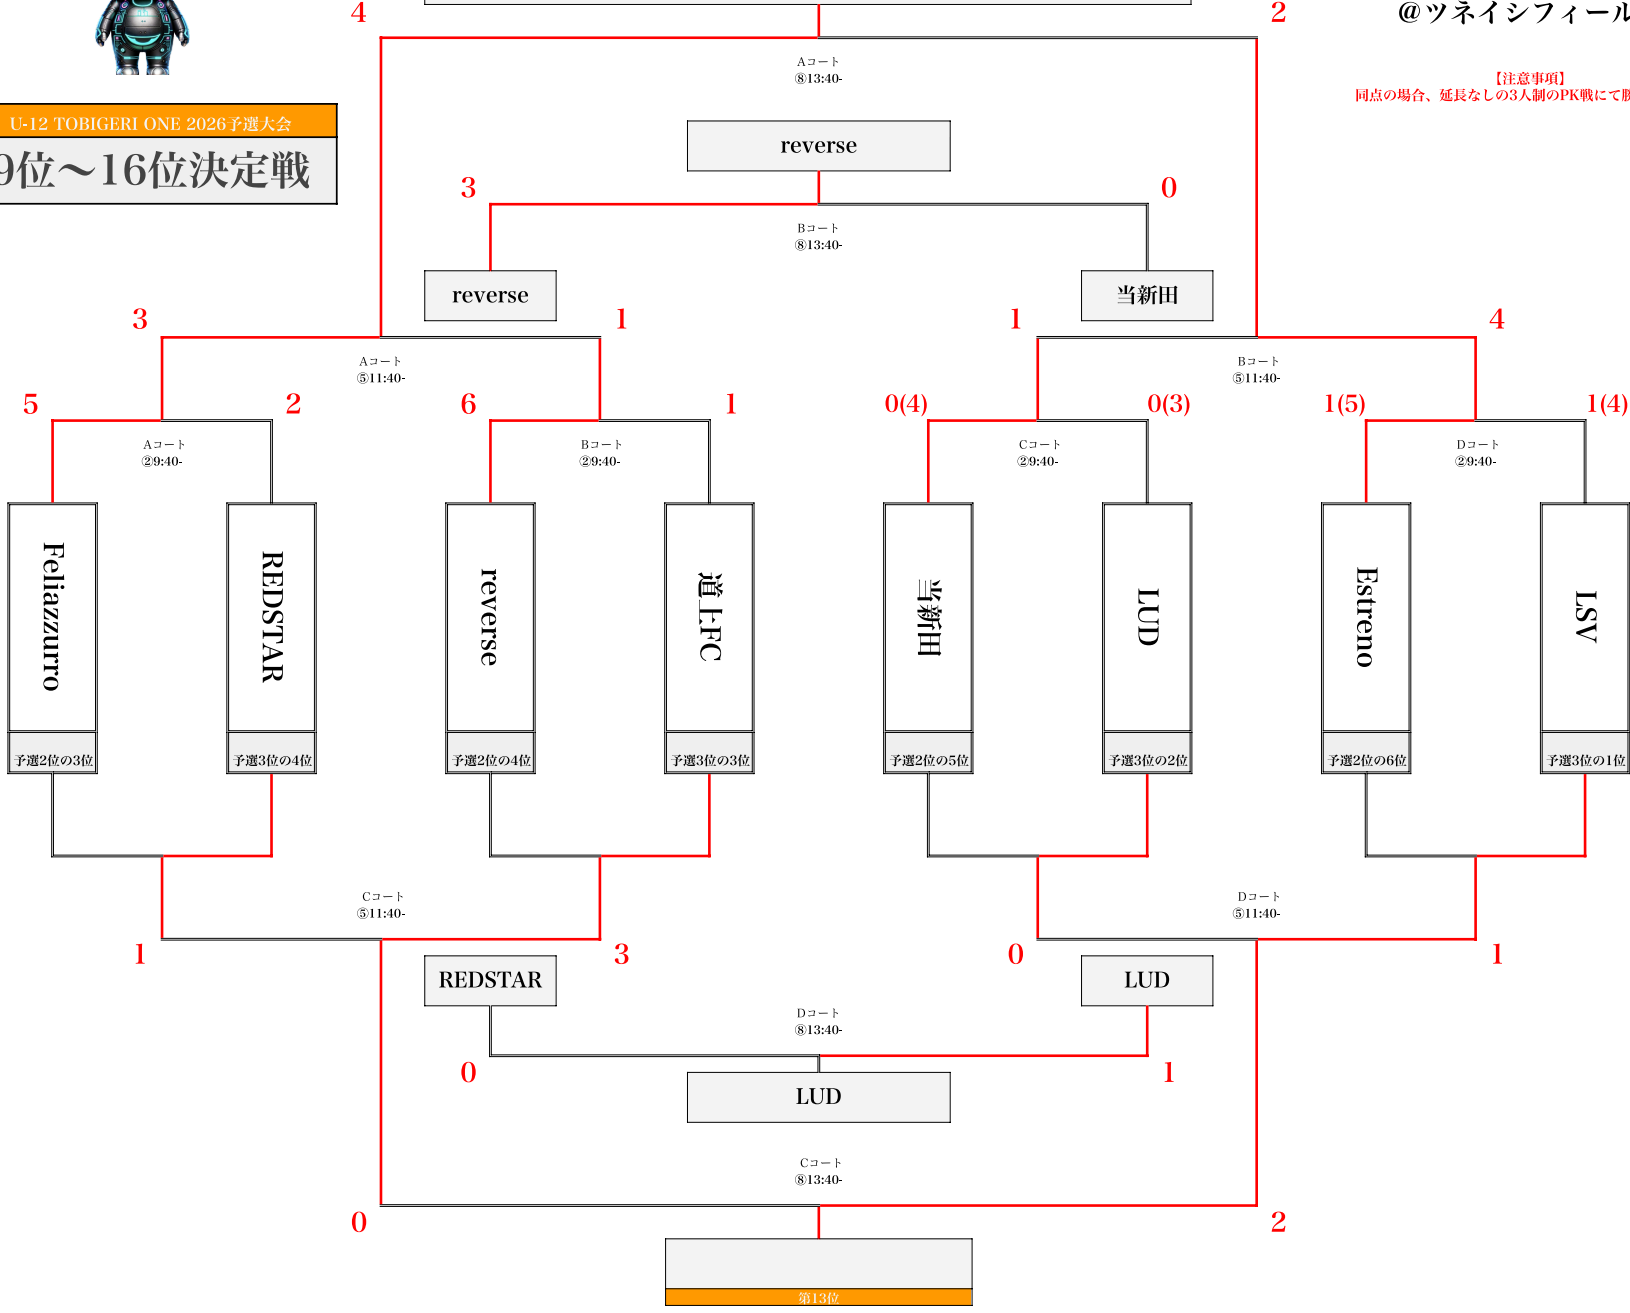 4
2
@ツネイシフィール
Aコート
⑧13:40-
【注意事項】
同点の場合、延長なしの3人制のPK戦にて勝
U-12 TOBIGERI ONE 2026予選大会
9位〜16位決定戦
reverse
3
0
Bコート
⑧13:40-
reverse
当新田
3
1
1
4
Aコート
⑤11:40-
Bコート
⑤11:40-
5
2
6
1
0(4)
0(3)
1(5)
1(4)
Aコート
②9:40-
Bコート
②9:40-
Cコート
②9:40-
Dコート
②9:40-
Feliazzurro
REDSTAR
reverse
道上FC
当新田
LUD
Estreno
LSV
予選2位の3位
予選3位の4位
予選2位の4位
予選3位の3位
予選2位の5位
予選3位の2位
予選2位の6位
予選3位の1位
Cコート
⑤11:40-
Dコート
⑤11:40-
1
3
0
1
REDSTAR
LUD
Dコート
⑧13:40-
0
1
LUD
Cコート
⑧13:40-
0
2
第13位